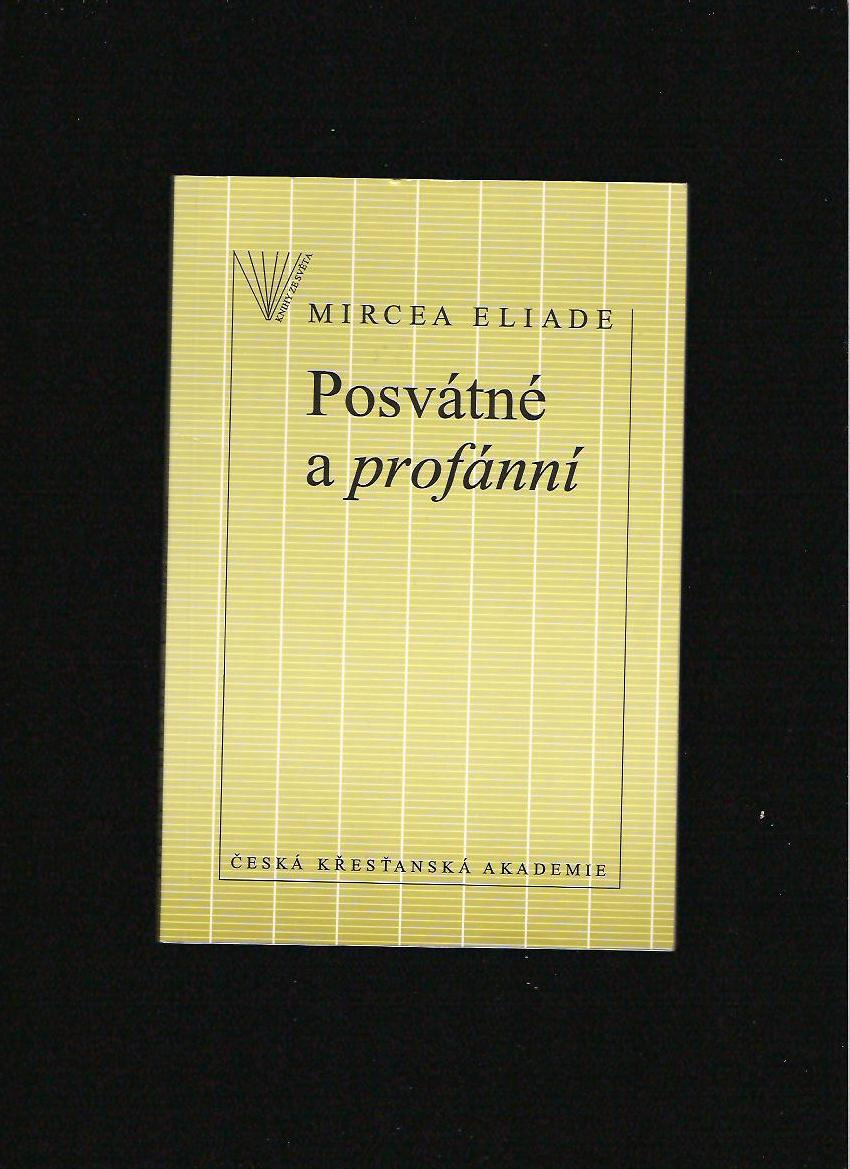 KNIHY ZE SVĚTA
MIRCEA ELIADE
Posvátné
a profánní
ČESKÁ KŘESŤANSKÁ AKADEMIE